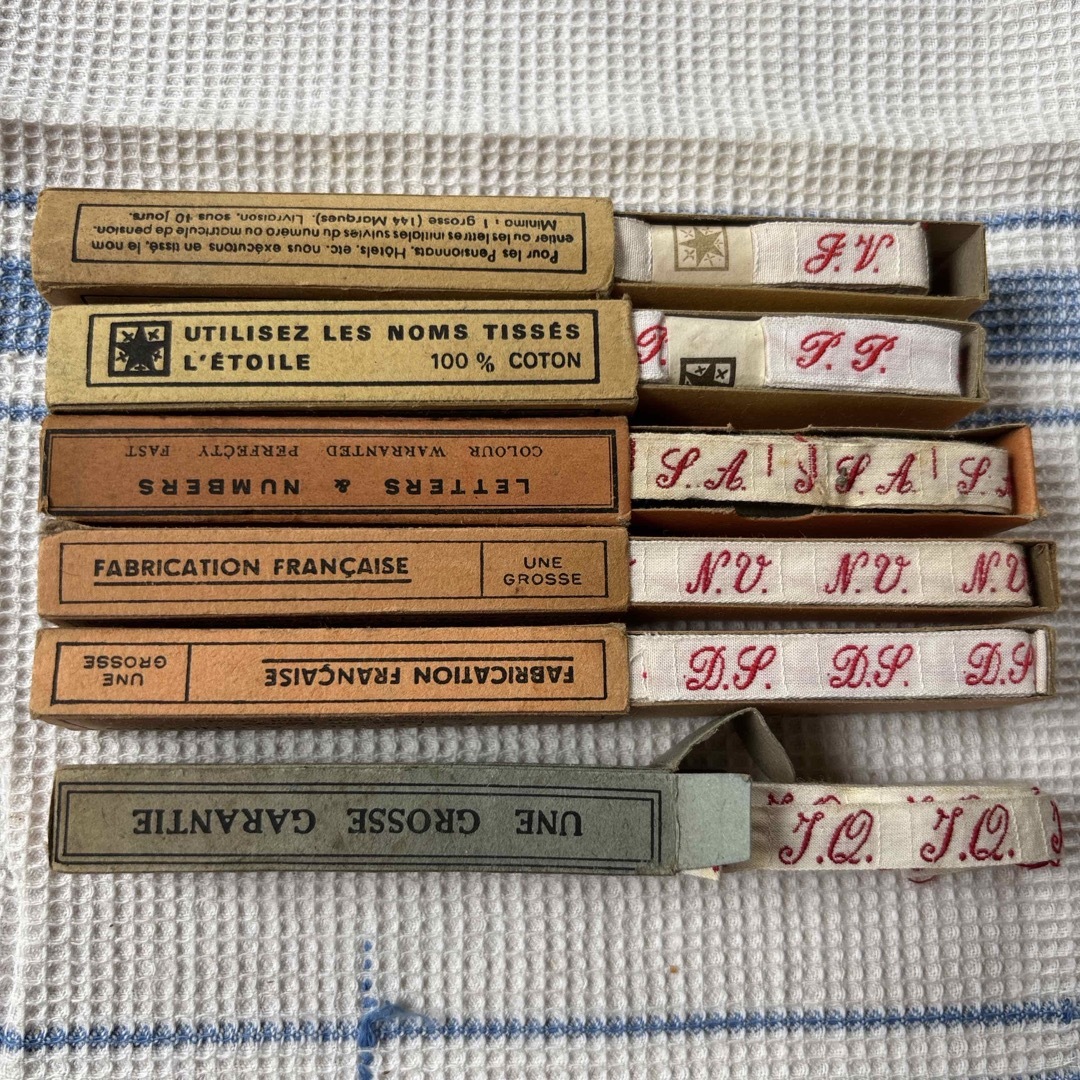 Pour les Pensionnats, Hôtels, etc. nous exécutons en tissé, le nom
entier ou les lettres initiales suivies du numéro ou matricule de pension.
Minima : 1 grosse (144 Marques). Livraison, sous 10 jours.
J.V.
UTILISEZ LES NOMS TISSÉS
L'ÉTOILE 100 % COTON
P. P. P.
LETTERS & NUMBERS
COLOUR WARRANTED PERFECTY FAST
S. A. S. A. S. A
FABRICATION FRANÇAISE
UNE
GROSSE
N.V. N.V. N.V
FABRICATION FRANÇAISE
UNE
GROSSE
D.S. D.S. D.S
UNE GROSSE GARANTIE
J.Q. J.Q.